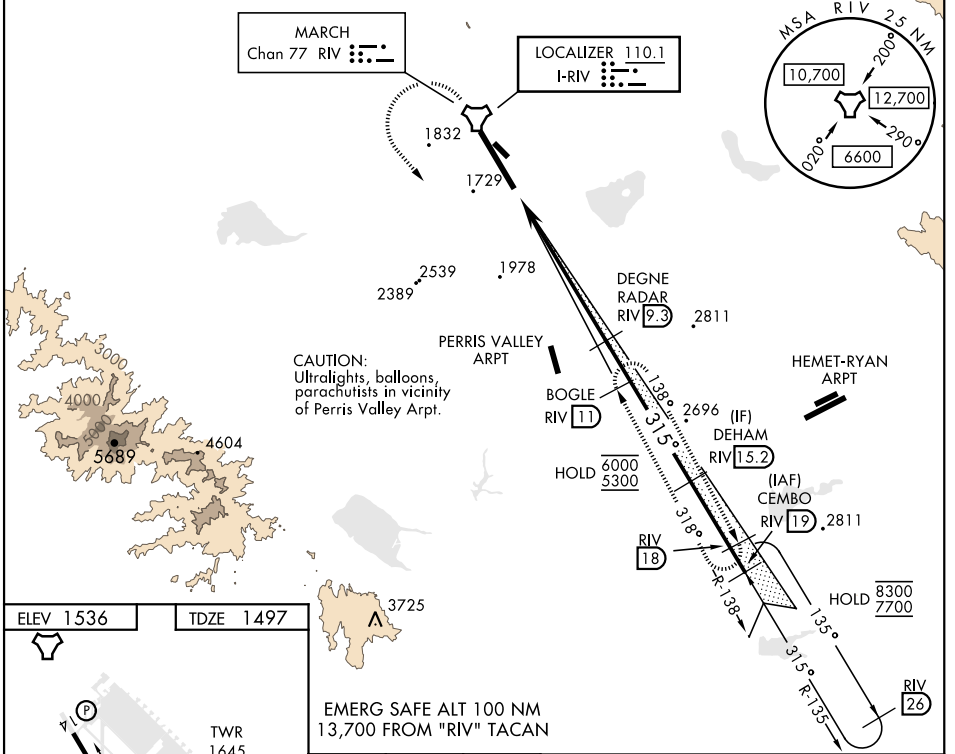 MARCH
Chan 77 RIV
LOCALIZER 110.1
I-RIV
MSA RIV 25 NM
200°
10,700
12,700
290°
020°
6600
1832
1729
2539
2389
1978
DEGNE
RADAR
RIV 9.3
2811
PERRIS VALLEY
ARPT
HEMET-RYAN
ARPT
CAUTION:
Ultralights, balloons,
parachutists in vicinity
of Perris Valley Arpt.
3000
4000
5000
5689
4604
BOGLE
RIV 11
138°
2696
315°
(IF)
DEHAM
RIV 15.2
HOLD 6000
5300
(IAF)
CEMBO
RIV 19
2811
318°
RIV
18
R-138
HOLD 8300
7700
135°
315°
R-135
RIV
26
ELEV 1536
TDZE 1497
3725
EMERG SAFE ALT 100 NM
13,700 FROM "RIV" TACAN
P
14
TWR
1645